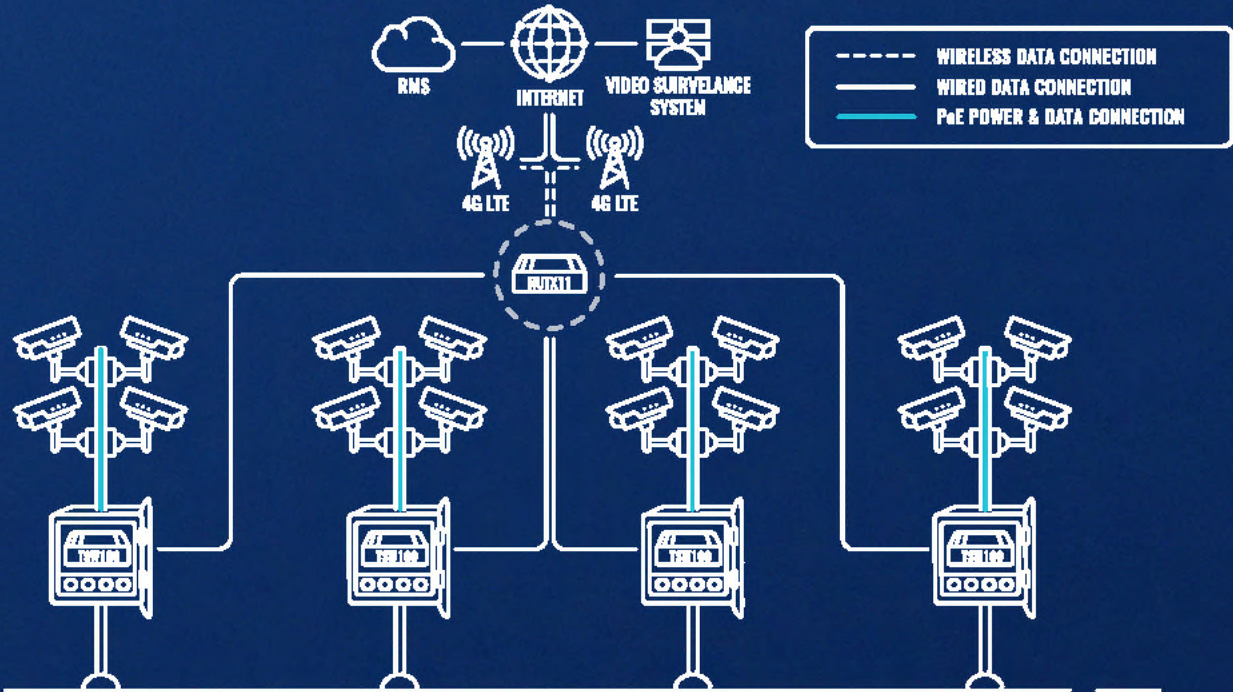 RMS
INTERNET
VIDEO SUIRVELANCE
SYSTEM
WIRELESS DATA CONNECTION
WIRED DATA CONNECTION
PoE POWER & DATA CONNECTION
4G LTE
4G LTE
RUTX11
TSW100
TSW100
TSW100
TSW100